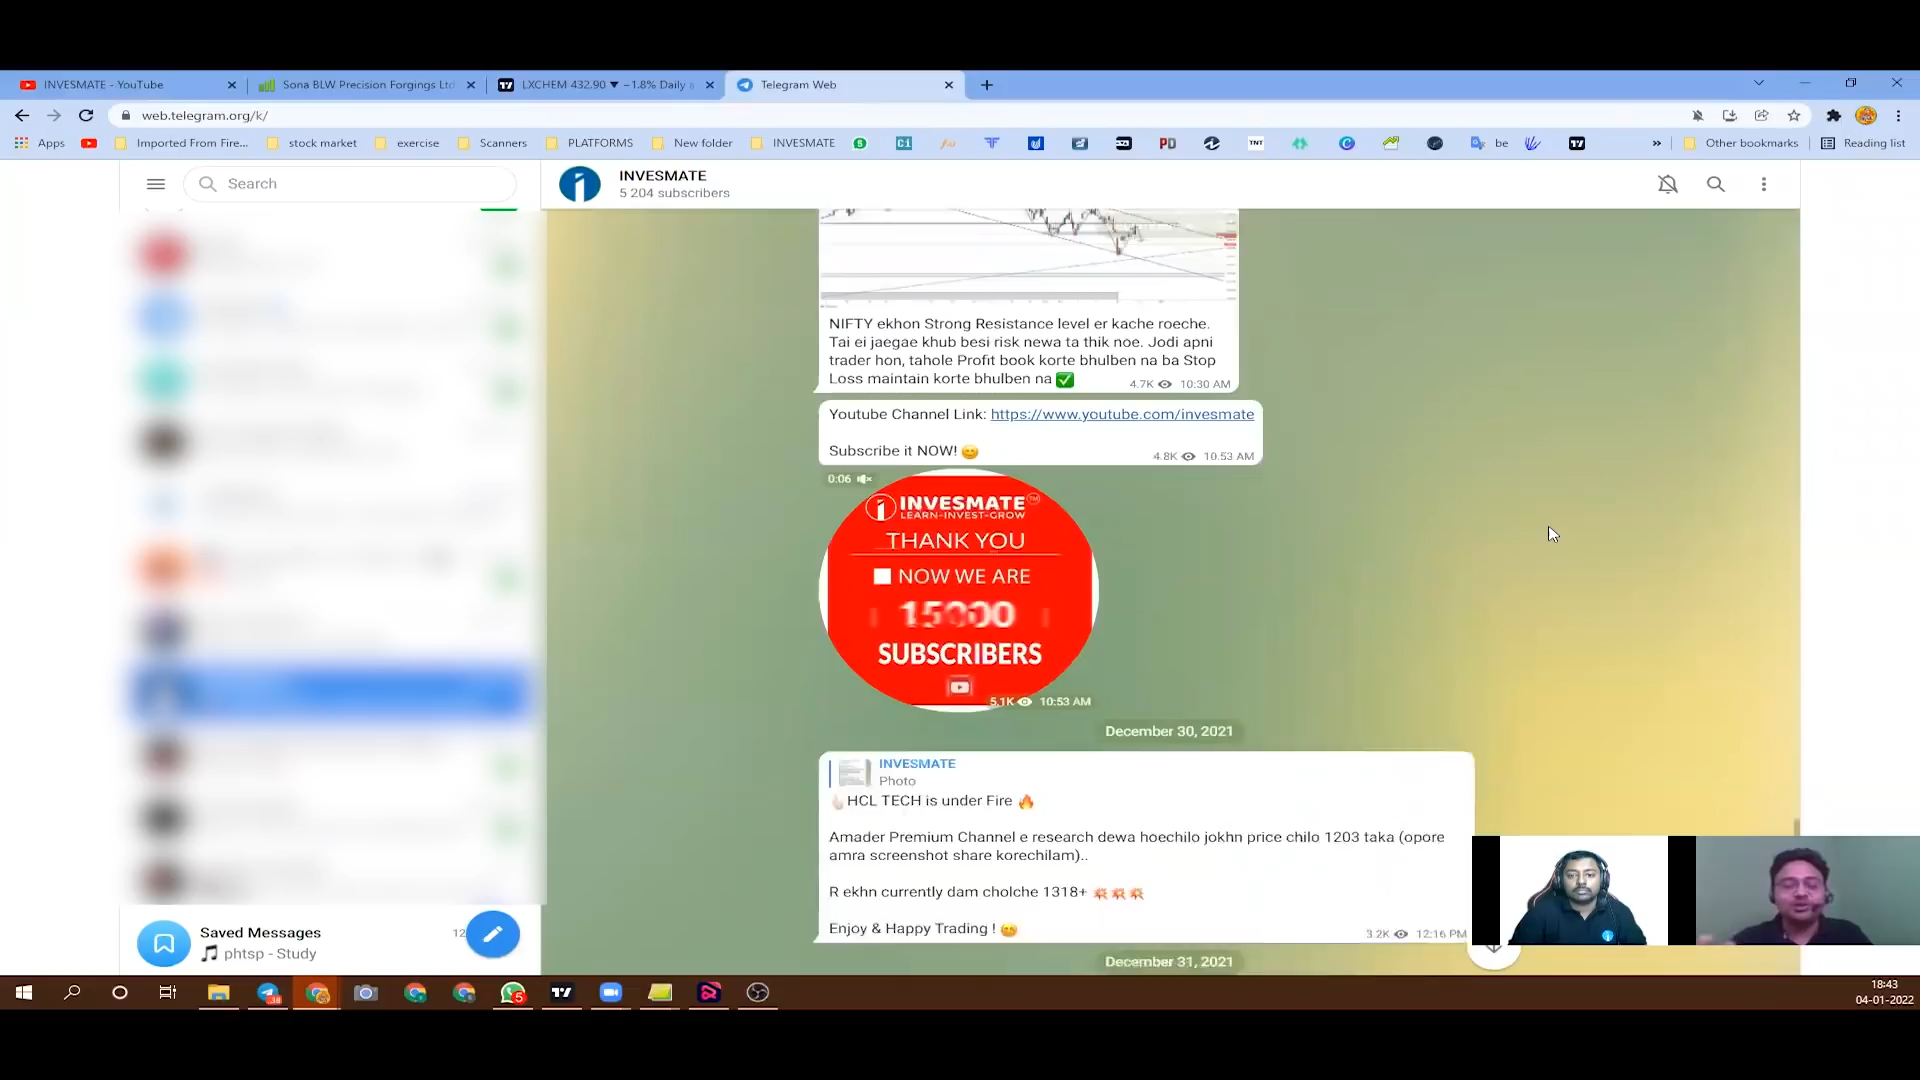 INVESMATE - YouTube
Sona BLW Precision Forgings Ltd
LXCHEM 432.90 ▼ −1.8% Daily
Telegram Web
web.telegram.org/k/
Apps
Imported From Fire...
stock market
exercise
Scanners
PLATFORMS
New folder
INVESMATE
PD
TNT
be
»
Other bookmarks
Reading list
Search
INVESMATE
5 204 subscribers
NIFTY ekhon Strong Resistance level er kache roeche.
Tai ei jaegae khub besi risk newa ta thik noe. Jodi apni
trader hon, tahole Profit book korte bhulben na ba Stop
Loss maintain korte bhulben na ✅
4.7K 10:30 AM
Youtube Channel Link: https://www.youtube.com/invesmate
Subscribe it NOW! 😊
4.8K 10:53 AM
0:06
INVESMATE TM
LEARN-INVEST-GROW
THANK YOU
NOW WE ARE
15000
SUBSCRIBERS
5.1K 10:53 AM
December 30, 2021
INVESMATE
Photo
👆🏻HCL TECH is under Fire 🔥
Amader Premium Channel e research dewa hoechilo jokhn price chilo 1203 taka (opore
amra screenshot share korechilam)..
R ekhn currently dam cholche 1318+ 💥💥💥
Enjoy & Happy Trading ! 😊
3.2K 12:16 PM
December 31, 2021
Saved Messages
12
phtsp - Study
18:43
04-01-2022